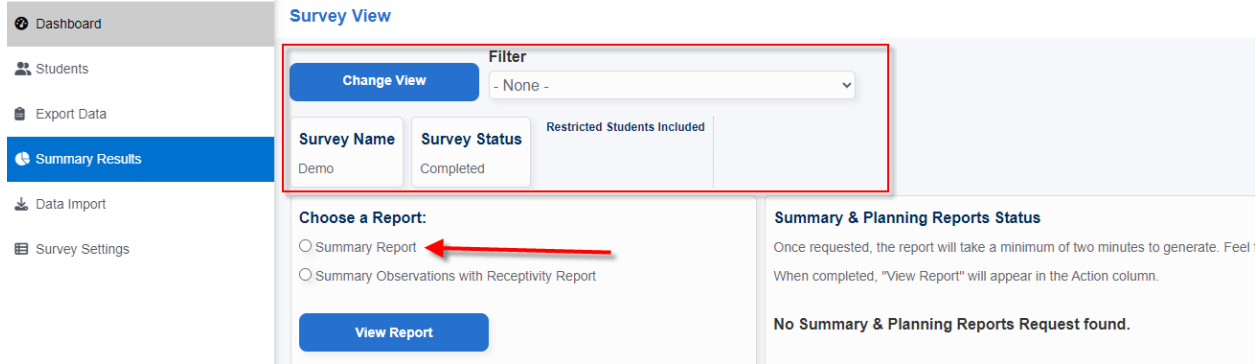 Dashboard
Students
Export Data
Summary Results
Data Import
Survey Settings
Survey View
Filter
Change View
- None -
Survey Name
Demo
Survey Status
Completed
Restricted Students Included
Choose a Report:
Summary Report
Summary Observations with Receptivity Report
View Report
Summary & Planning Reports Status
Once requested, the report will take a minimum of two minutes to generate. Feel
When completed, "View Report" will appear in the Action column.
No Summary & Planning Reports Request found.